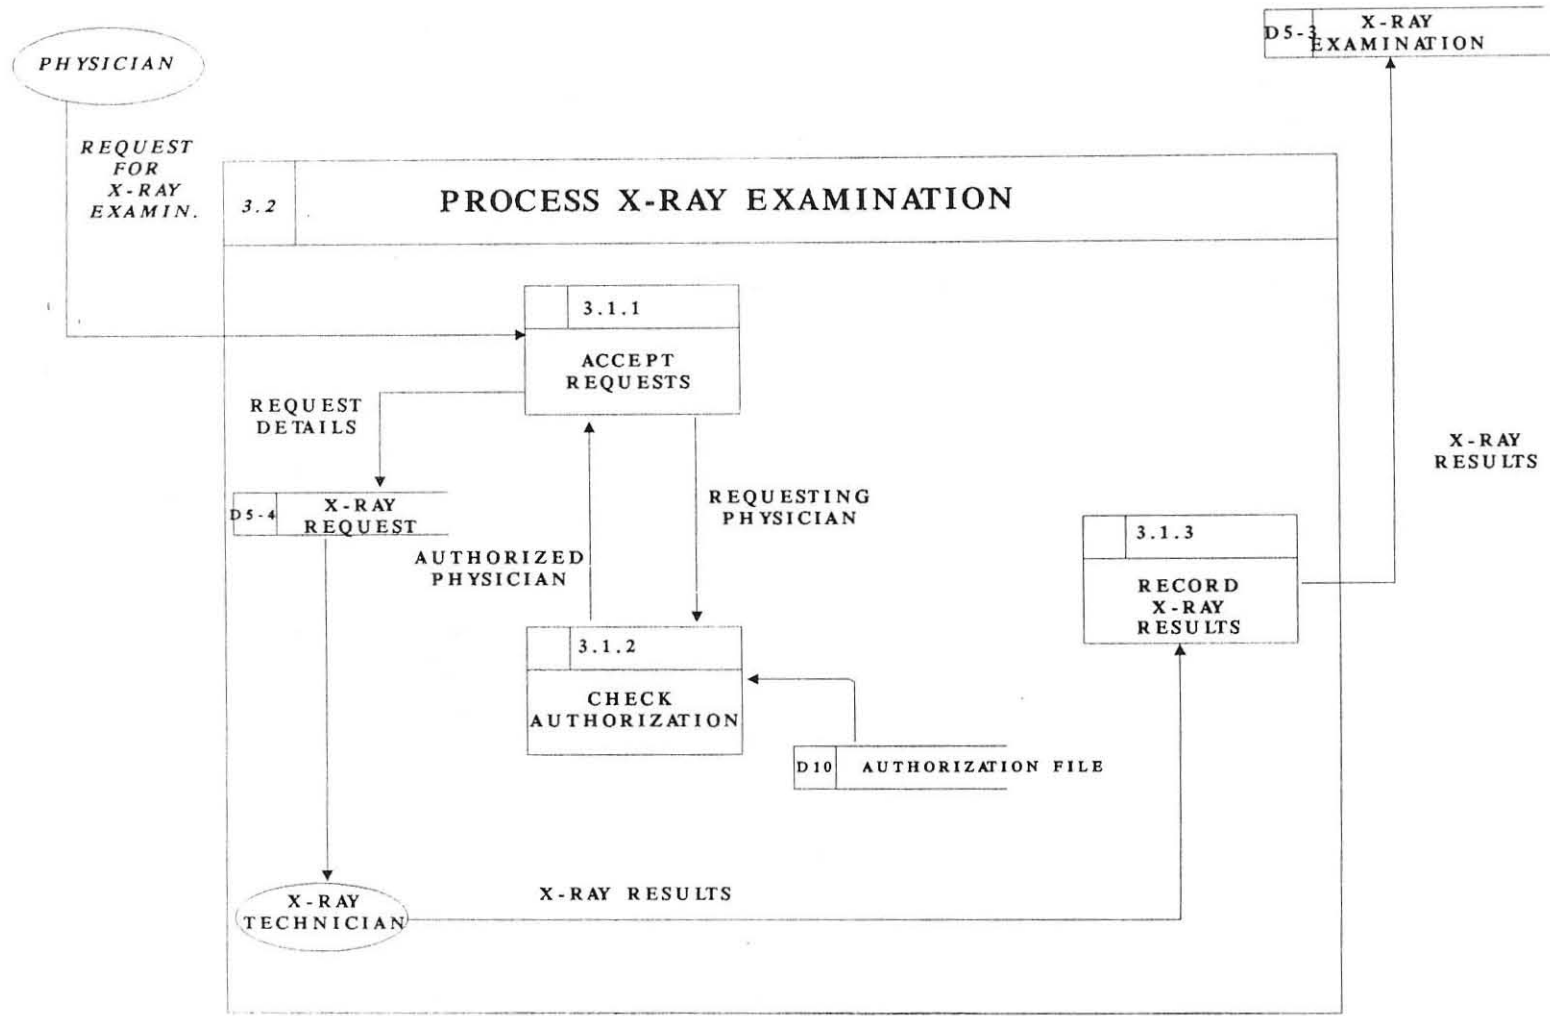 PHYSICIAN
D5-3
X-RAY
EXAMINATION
REQUEST
FOR
X-RAY
EXAMIN.
3.2
PROCESS X-RAY EXAMINATION
3.1.1
ACCEPT
REQUESTS
REQUEST
DETAILS
D5-4
X-RAY
REQUEST
REQUESTING
PHYSICIAN
AUTHORIZED
PHYSICIAN
X-RAY
RESULTS
3.1.3
RECORD
X-RAY
RESULTS
3.1.2
CHECK
AUTHORIZATION
D10
AUTHORIZATION FILE
X-RAY
TECHNICIAN
X-RAY RESULTS